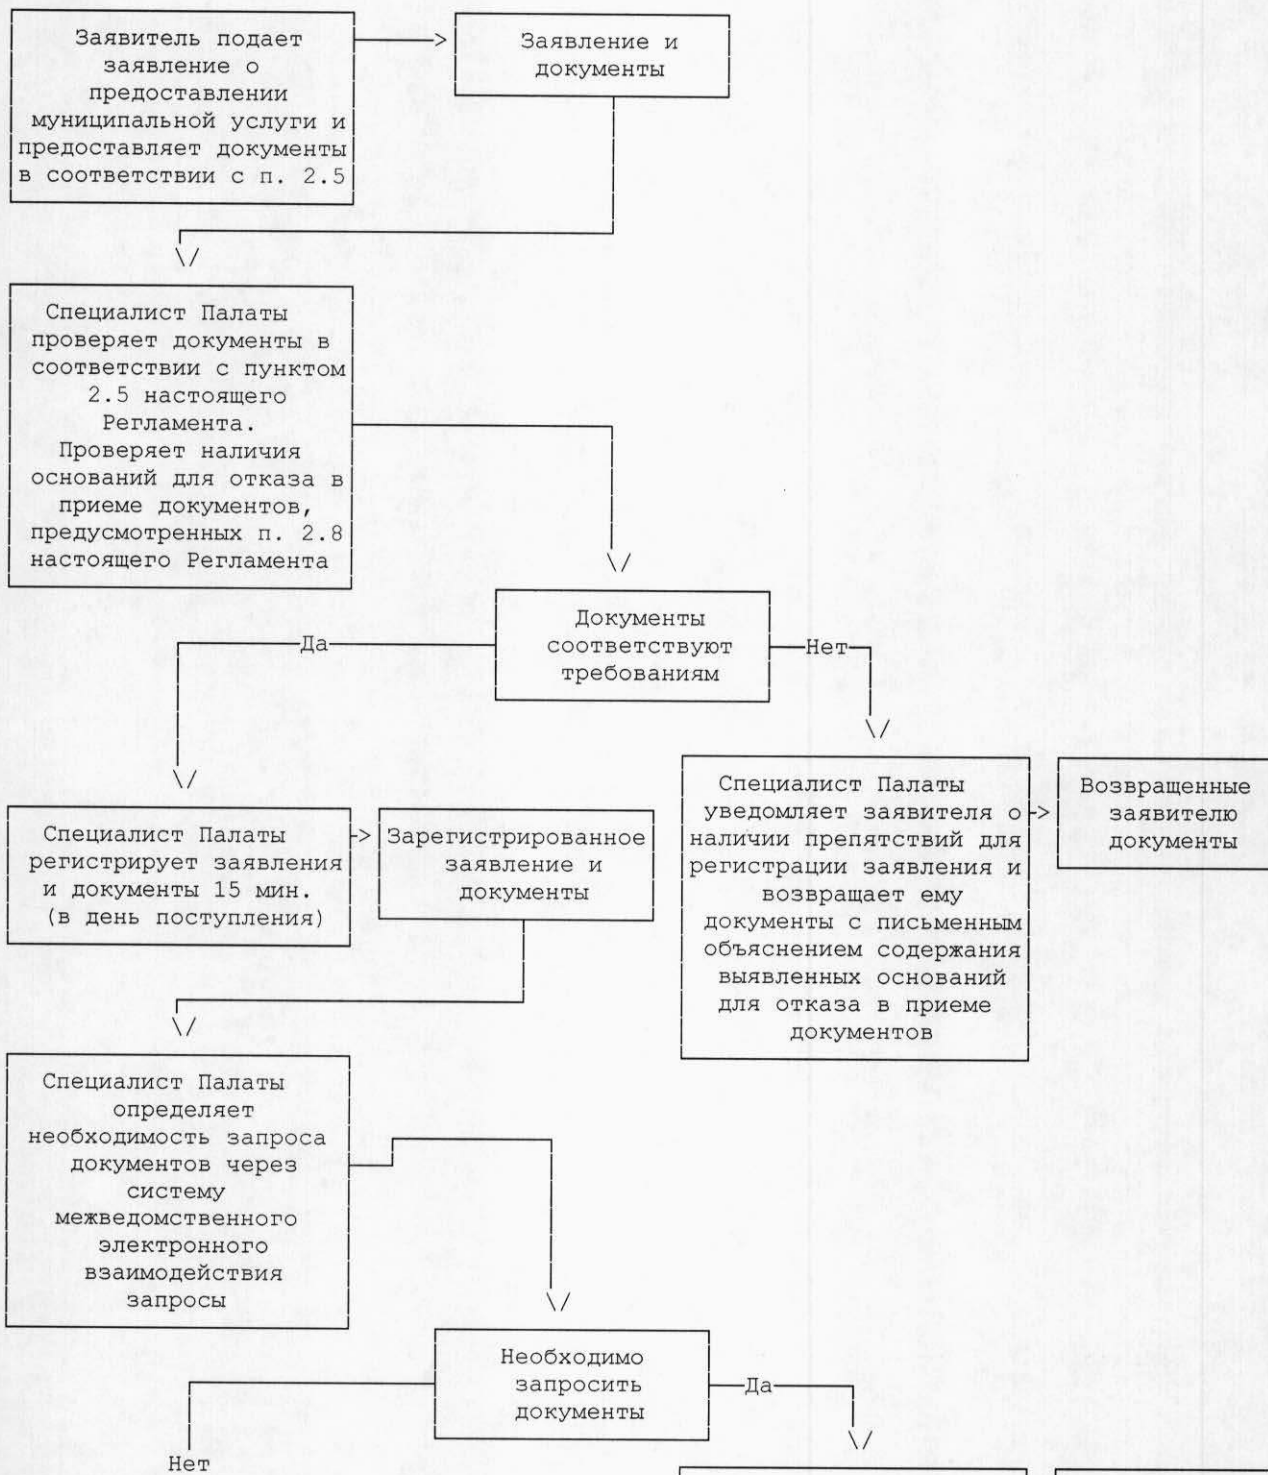 Заявитель подает
заявление о
предоставлении
муниципальной услуги и
предоставляет документы
в соответствии с п. 2.5
Заявление и
документы
Специалист Палаты
проверяет документы в
соответствии с пунктом
2.5 настоящего
Регламента.
Проверяет наличия
оснований для отказа в
приеме документов,
предусмотренных п. 2.8
настоящего Регламента
Документы
соответствуют
требованиям
Да
Нет
Специалист Палаты
регистрирует заявления
и документы 15 мин.
(в день поступления)
Зарегистрированное
заявление и
документы
Специалист Палаты
уведомляет заявителя о
наличии препятствий для
регистрации заявления и
возвращает ему
документы с письменным
объяснением содержания
выявленных оснований
для отказа в приеме
документов
Возвращенные
заявителю
документы
Специалист Палаты
определяет
необходимость запроса
документов через
систему
межведомственного
электронного
взаимодействия
запросы
Необходимо
запросить
документы
Да
Нет